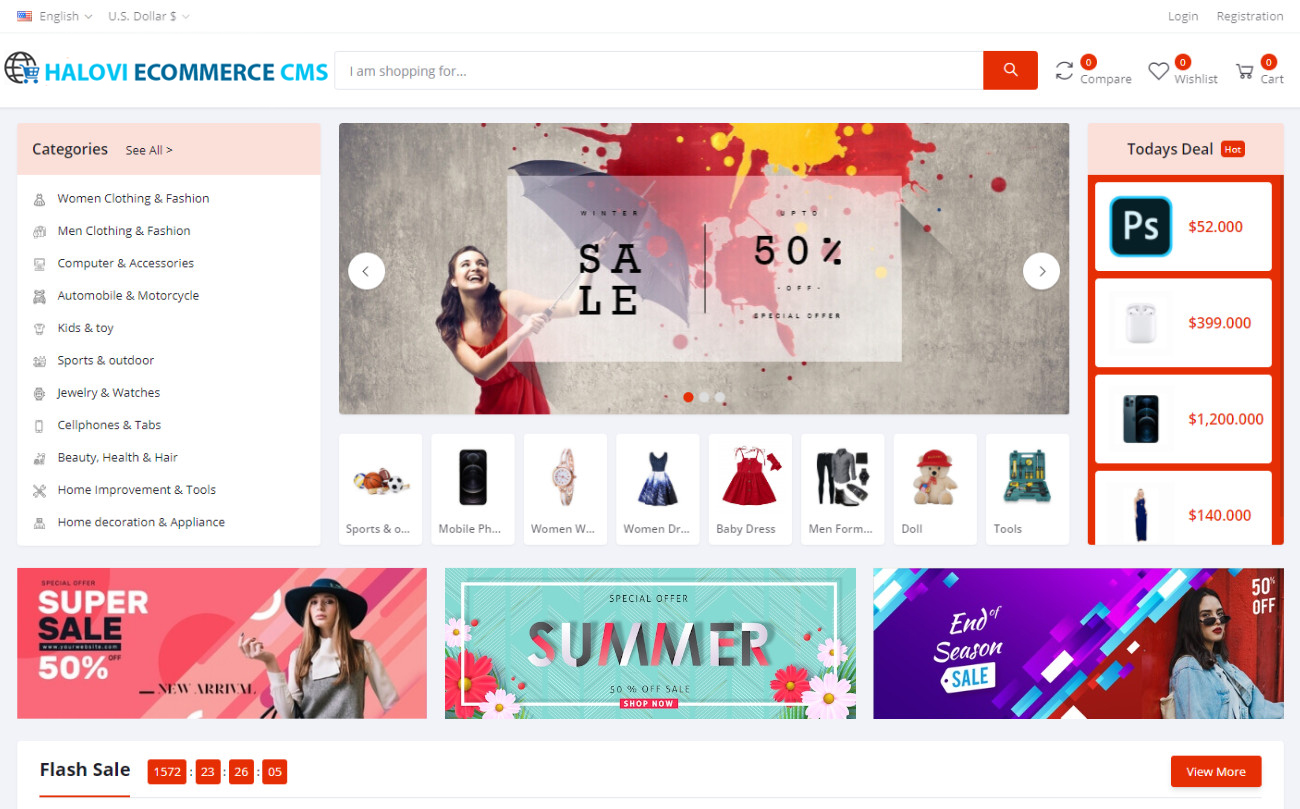 English
U.S. Dollar $
Login
Registration
HALOVI ECOMMERCE CMS
I am shopping for...
0
Compare
0
Wishlist
0
Cart
Categories
See All >
Women Clothing & Fashion
Men Clothing & Fashion
Computer & Accessories
Automobile & Motorcycle
Kids & toy
Sports & outdoor
Jewelry & Watches
Cellphones & Tabs
Beauty, Health & Hair
Home Improvement & Tools
Home decoration & Appliance
WINTER
SA
LE
UPTO
50%
-OFF-
SPECIAL OFFER
Todays Deal
Hot
Ps
$52.000
$399.000
$1,200.000
$140.000
Sports & o...
Mobile Ph...
Women W...
Women Dr...
Baby Dress
Men Form...
Doll
Tools
SPECIAL OFFER
SUPER
SALE
www.yourwebsite.com
50% OFF
NEW ARRIVAL
SPECIAL OFFER
SUMMER
50 % OFF SALE
SHOP NOW
End of
Season
SALE
50%
OFF
Flash Sale
1572 : 23 : 26 : 05
View More